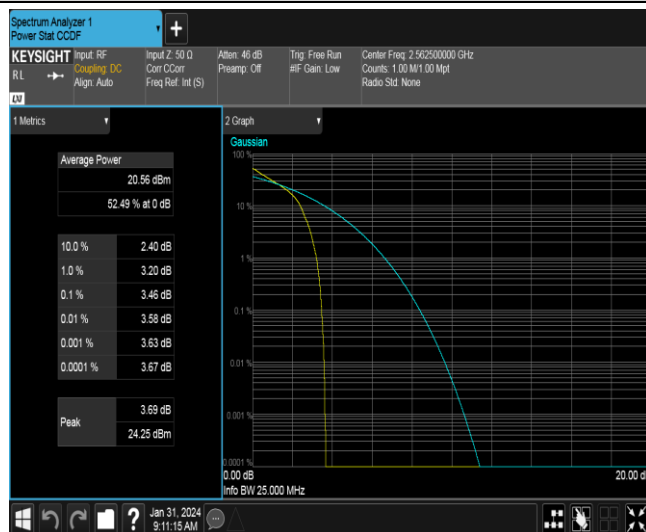 Spectrum Analyzer 1
Power Stat CCDF
KEYSIGHT
RL
LXI
Input: RF
Coupling: DC
Align: Auto
Input Z: 50 Ω
Corr CCorr
Freq Ref: Int (S)
Atten: 46 dB
Preamp: Off
Trig: Free Run
#IF Gain: Low
Center Freq: 2.562500000 GHz
Counts: 1.00 M/1.00 Mpt
Radio Std: None
1 Metrics
Average Power
20.56 dBm
52.49 % at 0 dB
10.0 % 2.40 dB
1.0 % 3.20 dB
0.1 % 3.46 dB
0.01 % 3.58 dB
0.001 % 3.63 dB
0.0001 % 3.67 dB
Peak
3.69 dB
24.25 dBm
2 Graph
Gaussian
100 %
10 %
1 %
0.1 %
0.01 %
0.001 %
0.0001 %
0.00 dB
20.00 d
Info BW 25.000 MHz
?
Jan 31, 2024
9:11:15 AM